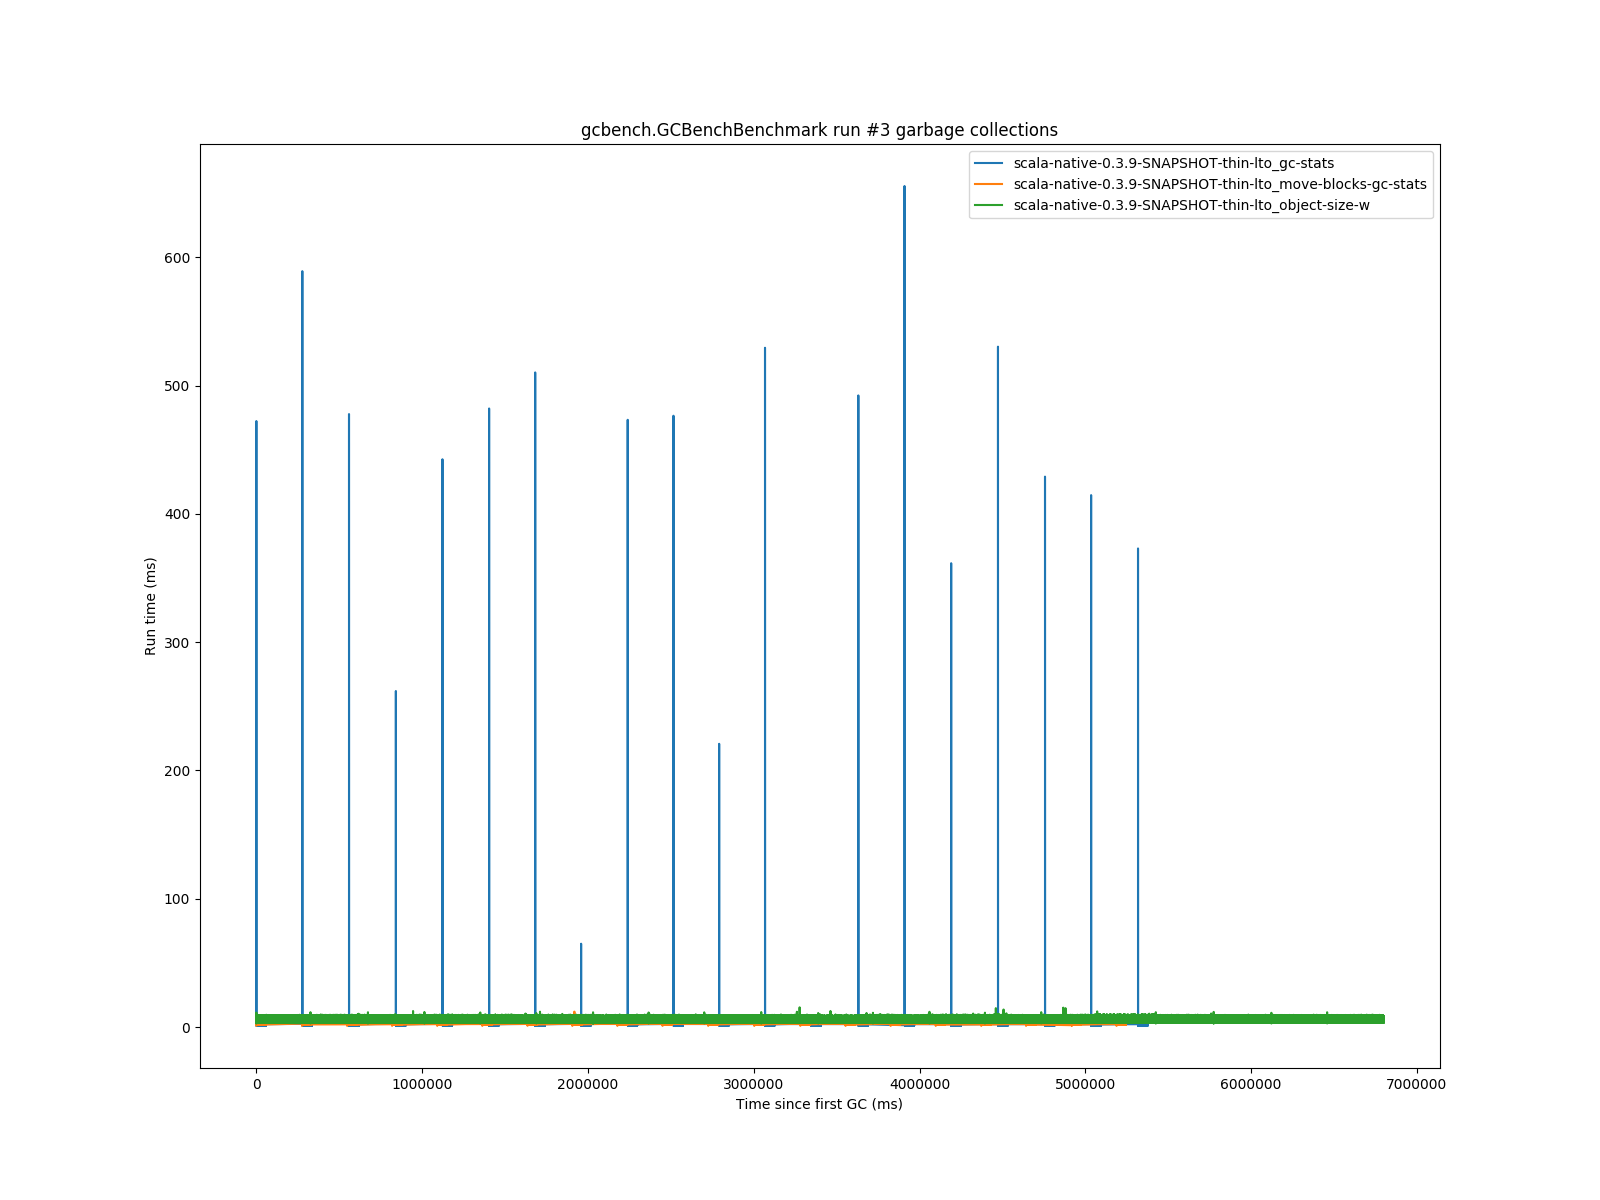 gcbench.GCBenchBenchmark run #3 garbage collections
scala-native-0.3.9-SNAPSHOT-thin-lto_gc-stats
scala-native-0.3.9-SNAPSHOT-thin-lto_move-blocks-gc-stats
scala-native-0.3.9-SNAPSHOT-thin-lto_object-size-w
600
500
400
300
200
100
0
Run time (ms)
0 1000000 2000000 3000000 4000000 5000000 6000000 7000000
Time since first GC (ms)